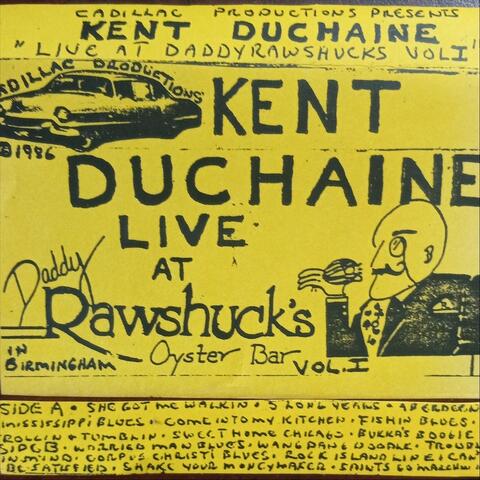 CADILLAC PRODUCTIONS PRESENTS
KENT DUCHAINE
"LIVE AT DADDYRAWSHUCKS VOL I"
CADILLAC PRODUCTIONS
1986
KENT
DUCHAINE
LIVE
AT
Daddy
Rawshuck's
Oyster Bar
IN
BIRMINGHAM
VOL. I
SIDE A • SHE GOT ME WALKIN • 5 LONG YEARS • ABERDEEN
MISSISSIPPI BLUES • COME IN TO MY KITCHEN • FISHIN BLUES •
ROLLIN & TUMBLIN • SWEET HOME CHICAGO • BUKKA'S BOOGIE
SIDE B • WORRIED MAN BLUES • WANG DANG DOODLE • TROUBLE
IN MIND • CORPUS CHRISTI BLUES • ROCK ISLAND LINE • I CAN'T
BE SATISFIED • SHAKE YOUR MONEYMAKER • SAINTS GO MARCHIN